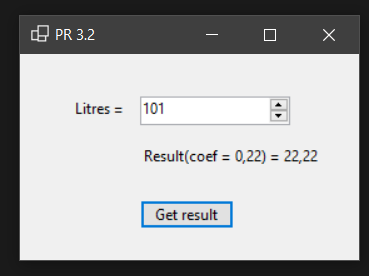 PR 3.2
Litres = 101
Result(coef = 0,22) = 22,22
Get result